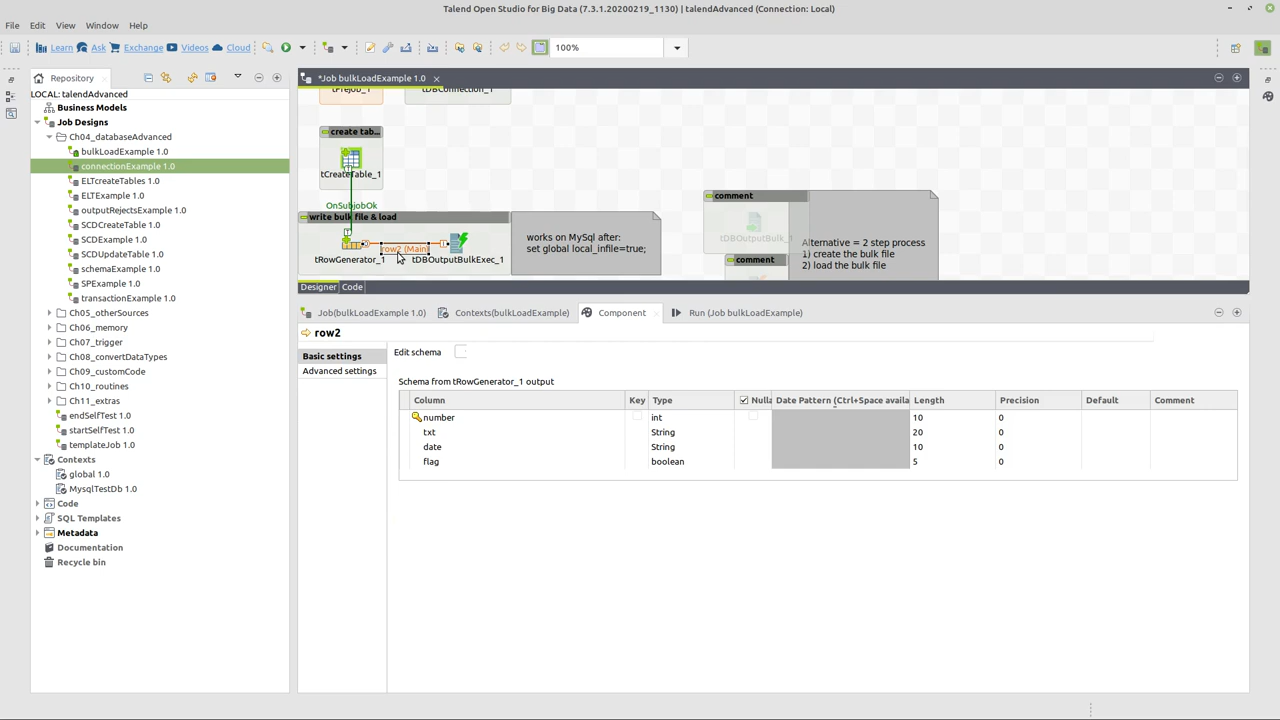 Talend Open Studio for Big Data (7.3.1.20200219_1130) | talendAdvanced (Connection: Local)
File Edit View Window Help
Learn Ask Exchange Videos Cloud 100%
Repository
LOCAL: talendAdvanced
Business Models
Job Designs
Ch04_databaseAdvanced
bulkLoadExample 1.0
connectionExample 1.0
ELTcreateTables 1.0
ELTExample 1.0
outputRejectsExample 1.0
SCDCreateTable 1.0
SCDExample 1.0
SCDUpdateTable 1.0
schemaExample 1.0
SPExample 1.0
transactionExample 1.0
Ch05_otherSources
Ch06_memory
Ch07_trigger
Ch08_convertDataTypes
Ch09_customCode
Ch10_routines
Ch11_extras
endSelfTest 1.0
startSelfTest 1.0
templateJob 1.0
Contexts
global 1.0
MysqlTestDb 1.0
Code
SQL Templates
Metadata
Documentation
Recycle bin
*Job bulkLoadExample 1.0
tPrejob_1 tDBConnection_1
create tab...
tCreateTable_1
OnSubjobOk
write bulk file & load
row2 (Main)
tRowGenerator_1 tDBOutputBulkExec_1
works on MySql after:
set global local_infile=true;
comment
tDBOutputBulk_1
comment
Alternative = 2 step process
1) create the bulk file
2) load the bulk file
Designer Code
Job(bulkLoadExample 1.0) Contexts(bulkLoadExample) Component Run (Job bulkLoadExample)
row2
Basic settings
Advanced settings
Edit schema
Schema from tRowGenerator_1 output
Column Key Type Nulla Date Pattern (Ctrl+Space availa Length Precision Default Comment
number int 10 0
txt String 20 0
date String 10 0
flag boolean 5 0